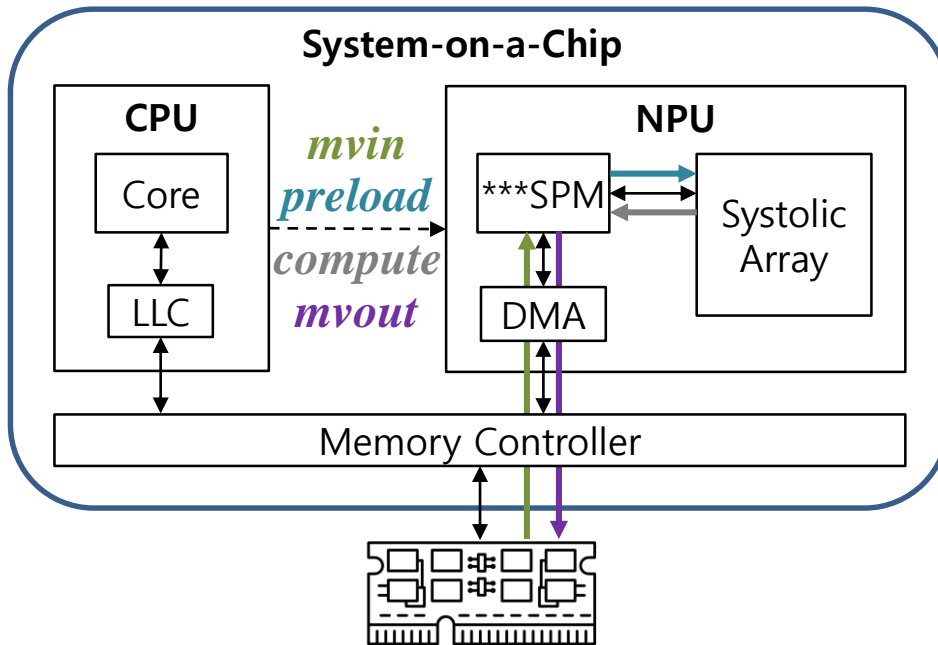 System-on-a-Chip
CPU
Core
LLC
mvin
preload
compute
mvout
NPU
***SPM
Systolic
Array
DMA
Memory Controller